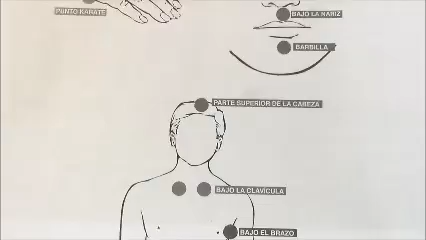 PUNTO KARATE
BAJO LA NARIZ
BARBILLA
PARTE SUPERIOR DE LA CABEZA
BAJO LA CLAVÍCULA
BAJO EL BRAZO